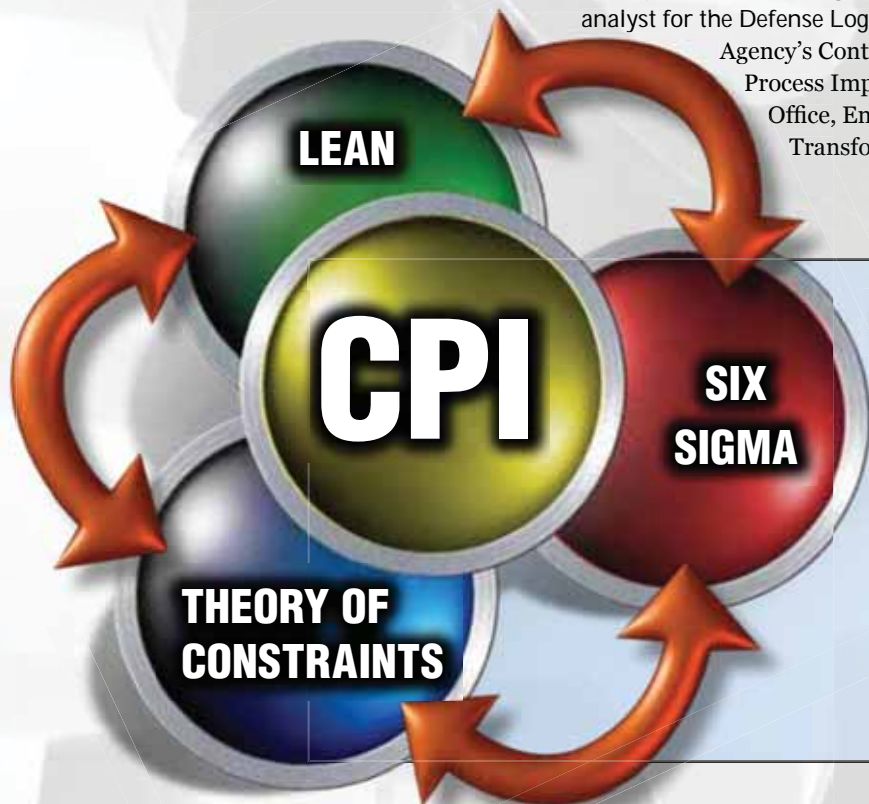 analyst for the Defense Log
Agency’s Cont
Process Imp
Office, En
Transfo
LEAN
CPI
SIX
SIGMA
THEORY OF
CONSTRAINTS